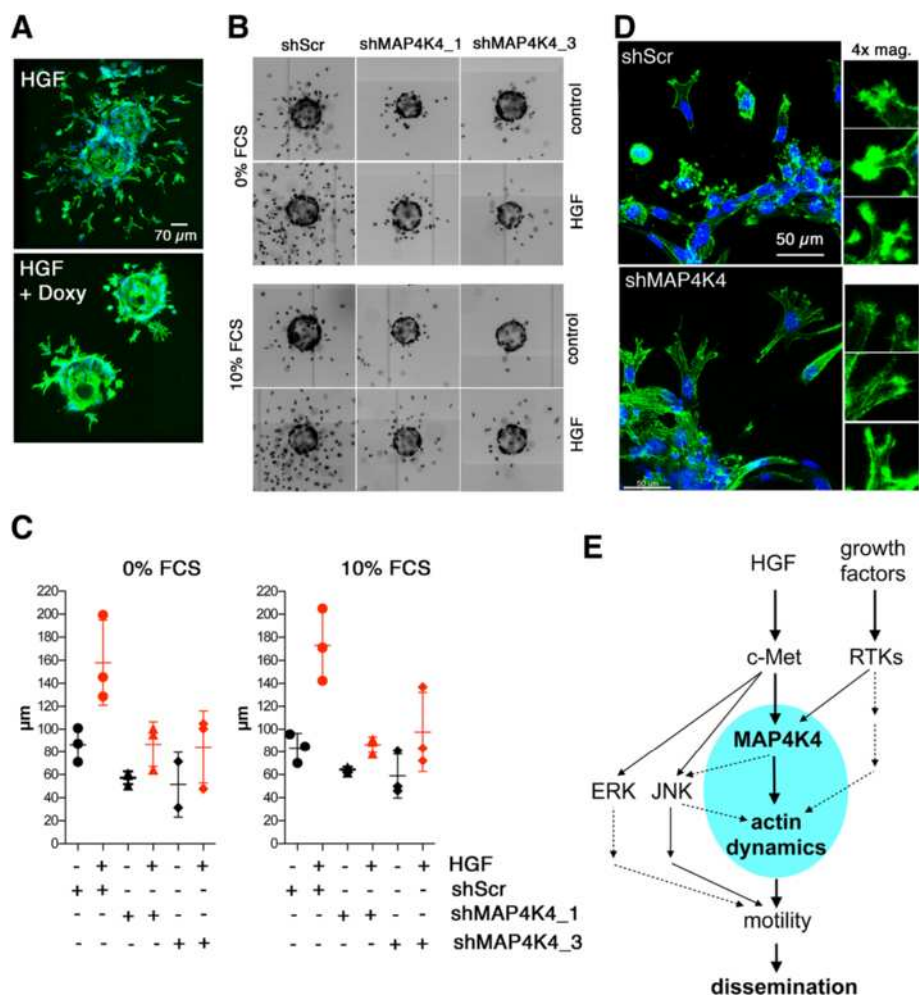 A
HGF
70 µm
HGF
+ Doxy
B
shScr shMAP4K4_1 shMAP4K4_3
0% FCS
control
HGF
10% FCS
control
HGF
D
shScr
4x mag.
50 µm
shMAP4K4
50 µm
C
0% FCS
µm
220
200
180
160
140
120
100
80
60
40
20
0
- + - + - + HGF
+ + - - - - shScr
- - + + - - shMAP4K4_1
- - - - + + shMAP4K4_3
10% FCS
µm
220
200
180
160
140
120
100
80
60
40
20
0
- + - + - +
+ + - - - -
- - + + - -
- - - - + +
E
HGF growth
factors
c-Met RTKs
MAP4K4
ERK JNK
actin
dynamics
motility
dissemination